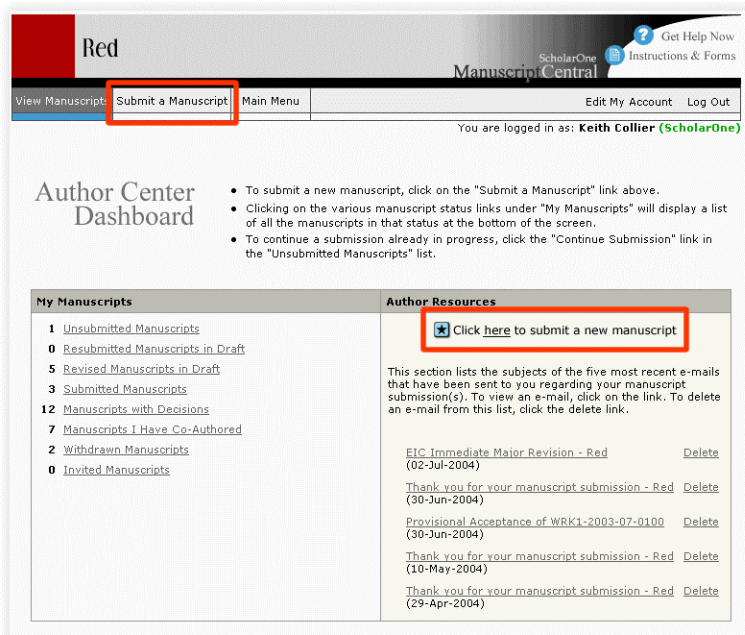 Red
Get Help Now
Instructions & Forms
ScholarOne
ManuscriptCentral
View Manuscripts Submit a Manuscript Main Menu Edit My Account Log Out
You are logged in as: Keith Collier (ScholarOne)
Author Center
Dashboard
• To submit a new manuscript, click on the "Submit a Manuscript" link above.
• Clicking on the various manuscript status links under "My Manuscripts" will display a list
of all the manuscripts in that status at the bottom of the screen.
• To continue a submission already in progress, click the "Continue Submission" link in
the "Unsubmitted Manuscripts" list.
My Manuscripts
1 Unsubmitted Manuscripts
0 Resubmitted Manuscripts in Draft
5 Revised Manuscripts in Draft
3 Submitted Manuscripts
12 Manuscripts with Decisions
7 Manuscripts I Have Co-Authored
2 Withdrawn Manuscripts
0 Invited Manuscripts
Author Resources
Click here to submit a new manuscript
This section lists the subjects of the five most recent e-mails
that have been sent to you regarding your manuscript
submission(s). To view an e-mail, click on the link. To delete
an e-mail from this list, click the delete link.
EIC Immediate Major Revision - Red Delete
(02-Jul-2004)
Thank you for your manuscript submission - Red Delete
(30-Jun-2004)
Provisional Acceptance of WRK1-2003-07-0100 Delete
(30-Jun-2004)
Thank you for your manuscript submission - Red Delete
(10-May-2004)
Thank you for your manuscript submission - Red Delete
(29-Apr-2004)